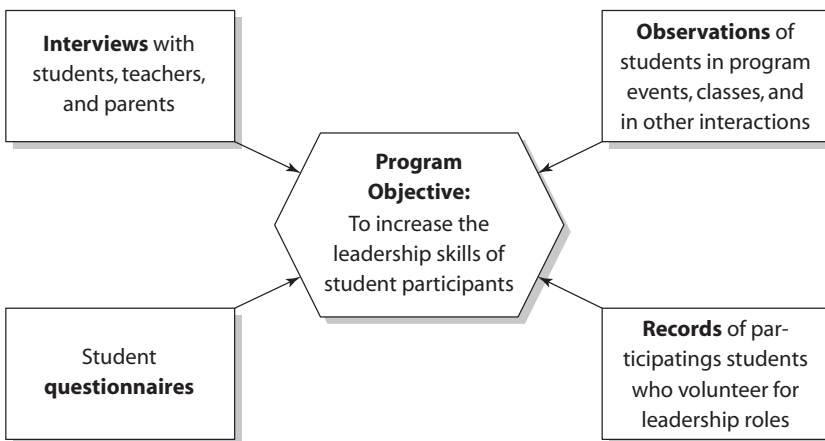 Interviews with
students, teachers,
and parents
Observations of
students in program
events, classes, and
in other interactions
Program
Objective:
To increase the
leadership skills of
student participants
Student
questionnaires
Records of par-
ticipatings students
who volunteer for
leadership roles